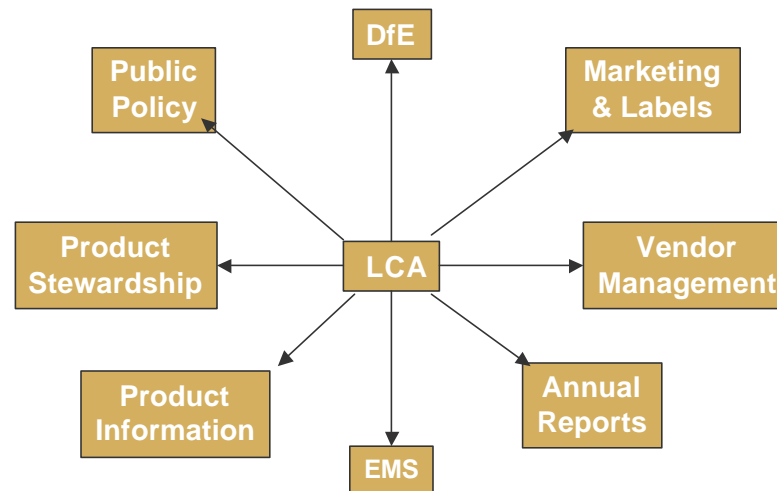 DfE
Public
Policy
Marketing
& Labels
Product
Stewardship
LCA
Vendor
Management
Product
Information
Annual
Reports
EMS